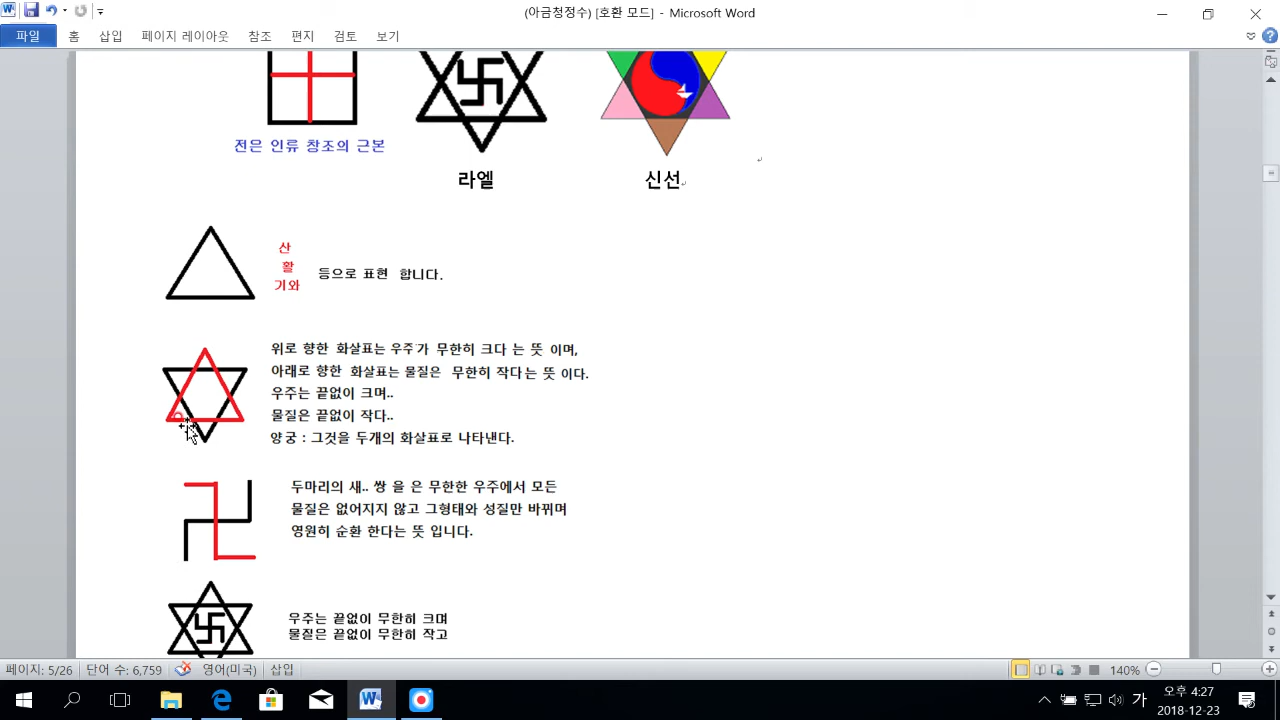 (아금청정수) [호환 모드] - Microsoft Word
파일 홈 삽입 페이지 레이아웃 참조 편지 검토 보기
전은 인류 창조의 근본
라엘
신선
산
활
기와
등으로 표현 합니다.
위로 향한 화살표는 우주가 무한히 크다 는 뜻 이며,
아래로 향한 화살표는 물질은 무한히 작다 는 뜻 이다.
우주는 끝없이 크며..
물질은 끝없이 작다..
양궁 : 그것을 두개의 화살표로 나타낸다.
두마리의 새.. 쌍 을 은 무한한 우주에서 모든
물질은 없어지지 않고 그형태와 성질만 바뀌며
영원히 순환 한다는 뜻 입니다.
우주는 끝없이 무한히 크며
물질은 끝없이 무한히 작고
페이지: 5/26 단어 수: 6,759 영어(미국) 삽입 140%
가 오후 4:27
2018-12-23